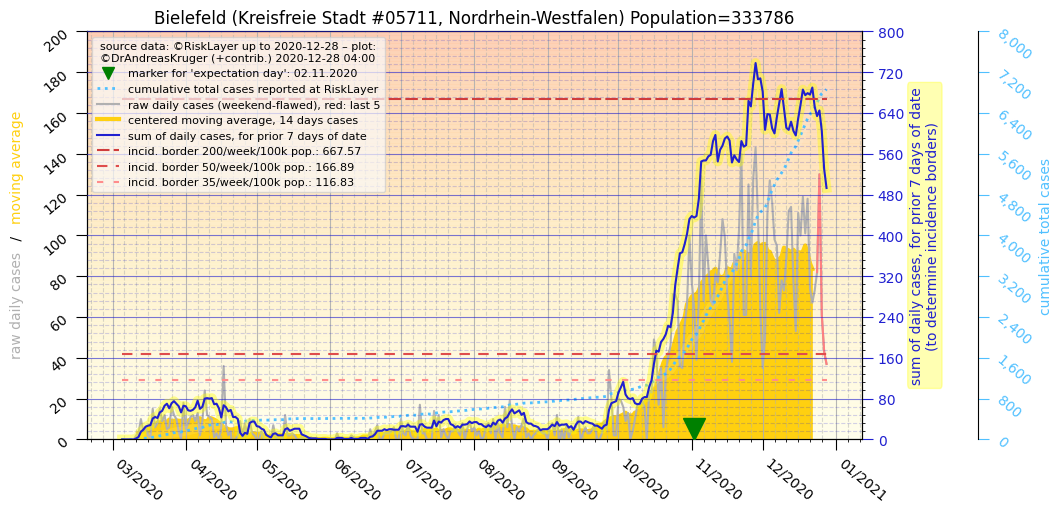 Bielefeld (Kreisfreie Stadt #05711, Nordrhein-Westfalen) Population=333786
source data: ©RiskLayer up to 2020-12-28 – plot:
©DrAndreasKruger (+contrib.) 2020-12-28 04:00
marker for 'expectation day': 02.11.2020
cumulative total cases reported at RiskLayer
raw daily cases (weekend-flawed), red: last 5
centered moving average, 14 days cases
sum of daily cases, for prior 7 days of date
incid. border 200/week/100k pop.: 667.57
incid. border 50/week/100k pop.: 166.89
incid. border 35/week/100k pop.: 116.83
raw daily cases / moving average
200
180
160
140
120
100
80
60
40
20
0
03/2020
04/2020
05/2020
06/2020
07/2020
08/2020
09/2020
10/2020
11/2020
12/2020
01/2021
800
720
640
560
480
400
320
240
160
80
0
sum of daily cases, for prior 7 days of date
(to determine incidence borders)
8,000
7,200
6,400
5,600
4,800
4,000
3,200
2,400
1,600
800
0
cumulative total cases